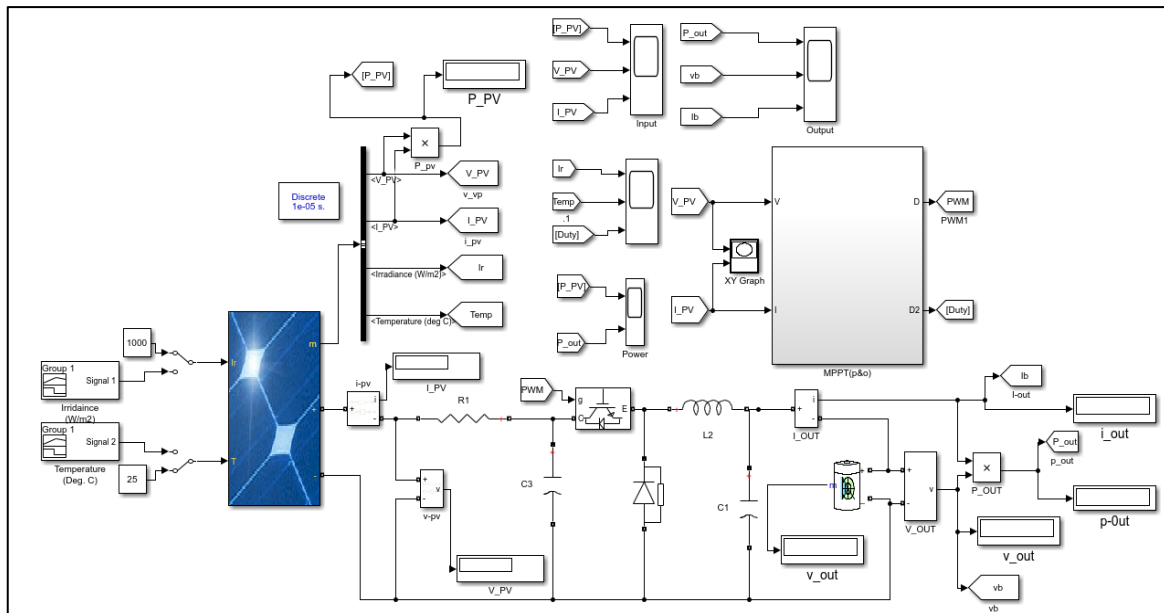 [P_PV]
P_PV
×
P_pv
<V_PV>
V_PV
v_vp
<I_PV>
I_PV
i_pv
<Irradiance (W/m2)>
Ir
<Temperature (deg C)>
Temp
Discrete
1e-05 s.
[P_PV]
V_PV
I_PV
Input
P_out
vb
Ib
Output
Ir
Temp
.1
[Duty]
[P_PV]
P_out
Power
V_PV
I_PV
XY Graph
V
I
D
D2
MPPT(p&o)
PWM
PWM1
[Duty]
1000
Group 1
Signal 1
Irridaince
(W/m2)
Group 1
Signal 2
Temperature
(Deg. C)
25
Ir
T
m
+
-
i-pv
i
+
-
I_PV
R1
+
-
v
v-pv
V_PV
C3
PWM
g
C
E
L2
C1
i
+
-
I_OUT
m
+
-
v_out
+
-
v
V_OUT
×
P_OUT
Ib
I-out
i_out
P_out
p_out
p-0ut
v_out
vb
vb